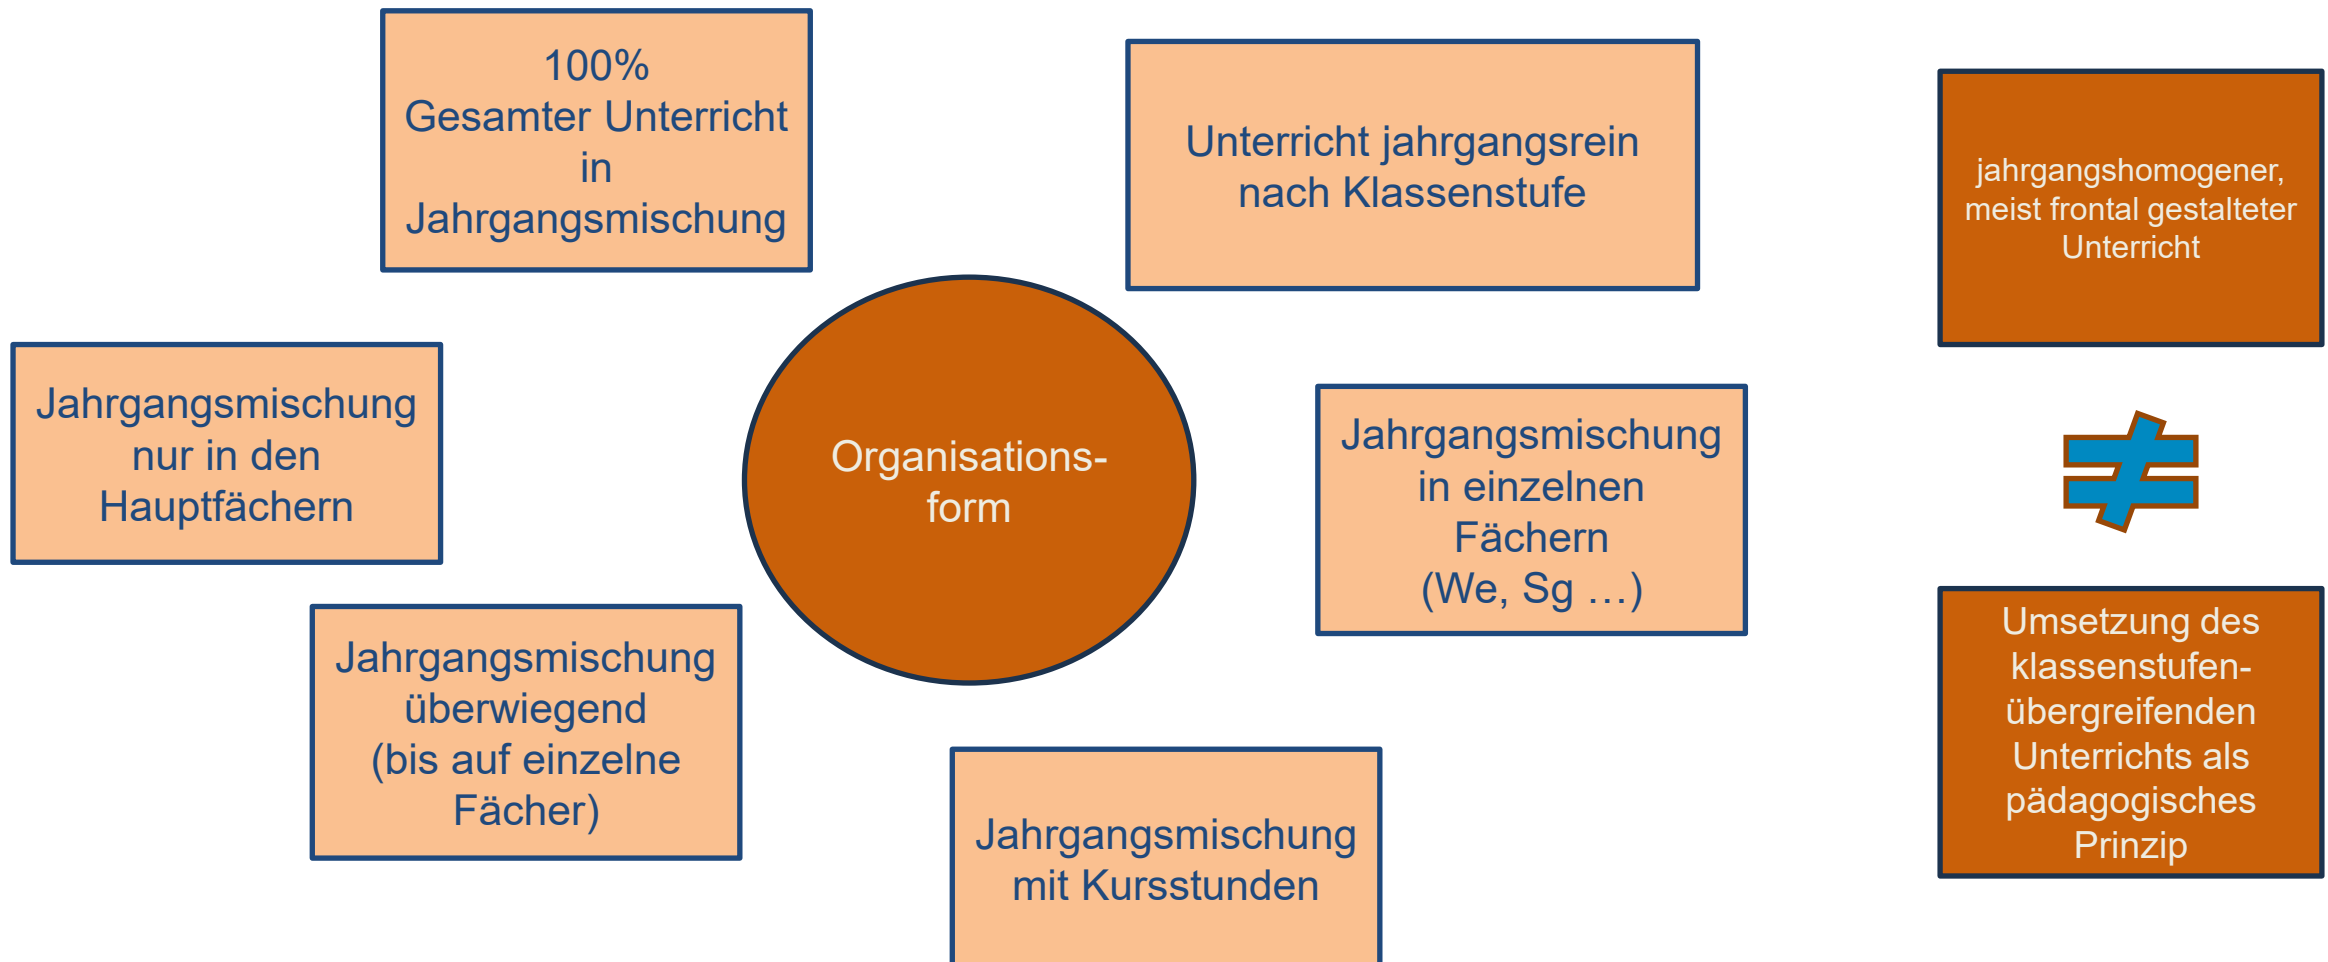 100%
Gesamter Unterricht
in
Jahrgangsmischung
Unterricht jahrgangsrein
nach Klassenstufe
jahrgangshomogener,
meist frontal gestalteter
Unterricht
Jahrgangsmischung
nur in den
Hauptfächern
Organisations-
form
Jahrgangsmischung
in einzelnen
Fächern
(We, Sg …)
Jahrgangsmischung
überwiegend
(bis auf einzelne
Fächer)
Jahrgangsmischung
mit Kursstunden
Umsetzung des
klassenstufen-
übergreifenden
Unterrichts als
pädagogisches
Prinzip